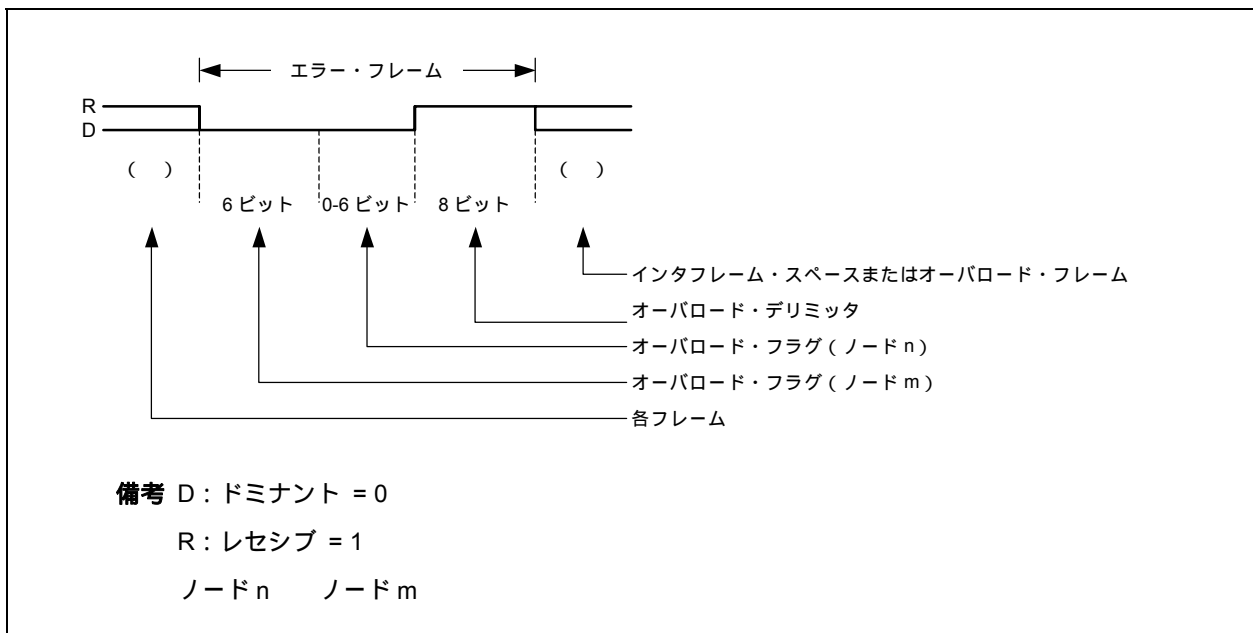 エラー・フレーム
R
D
(　) (　)
6 ビット 0-6 ビット 8 ビット
インタフレーム・スペースまたはオーバロード・フレーム
オーバロード・デリミッタ
オーバロード・フラグ ( ノード n )
オーバロード・フラグ ( ノード m )
各フレーム
備考 D : ドミナント = 0
R : レセシブ = 1
ノード n　ノード m